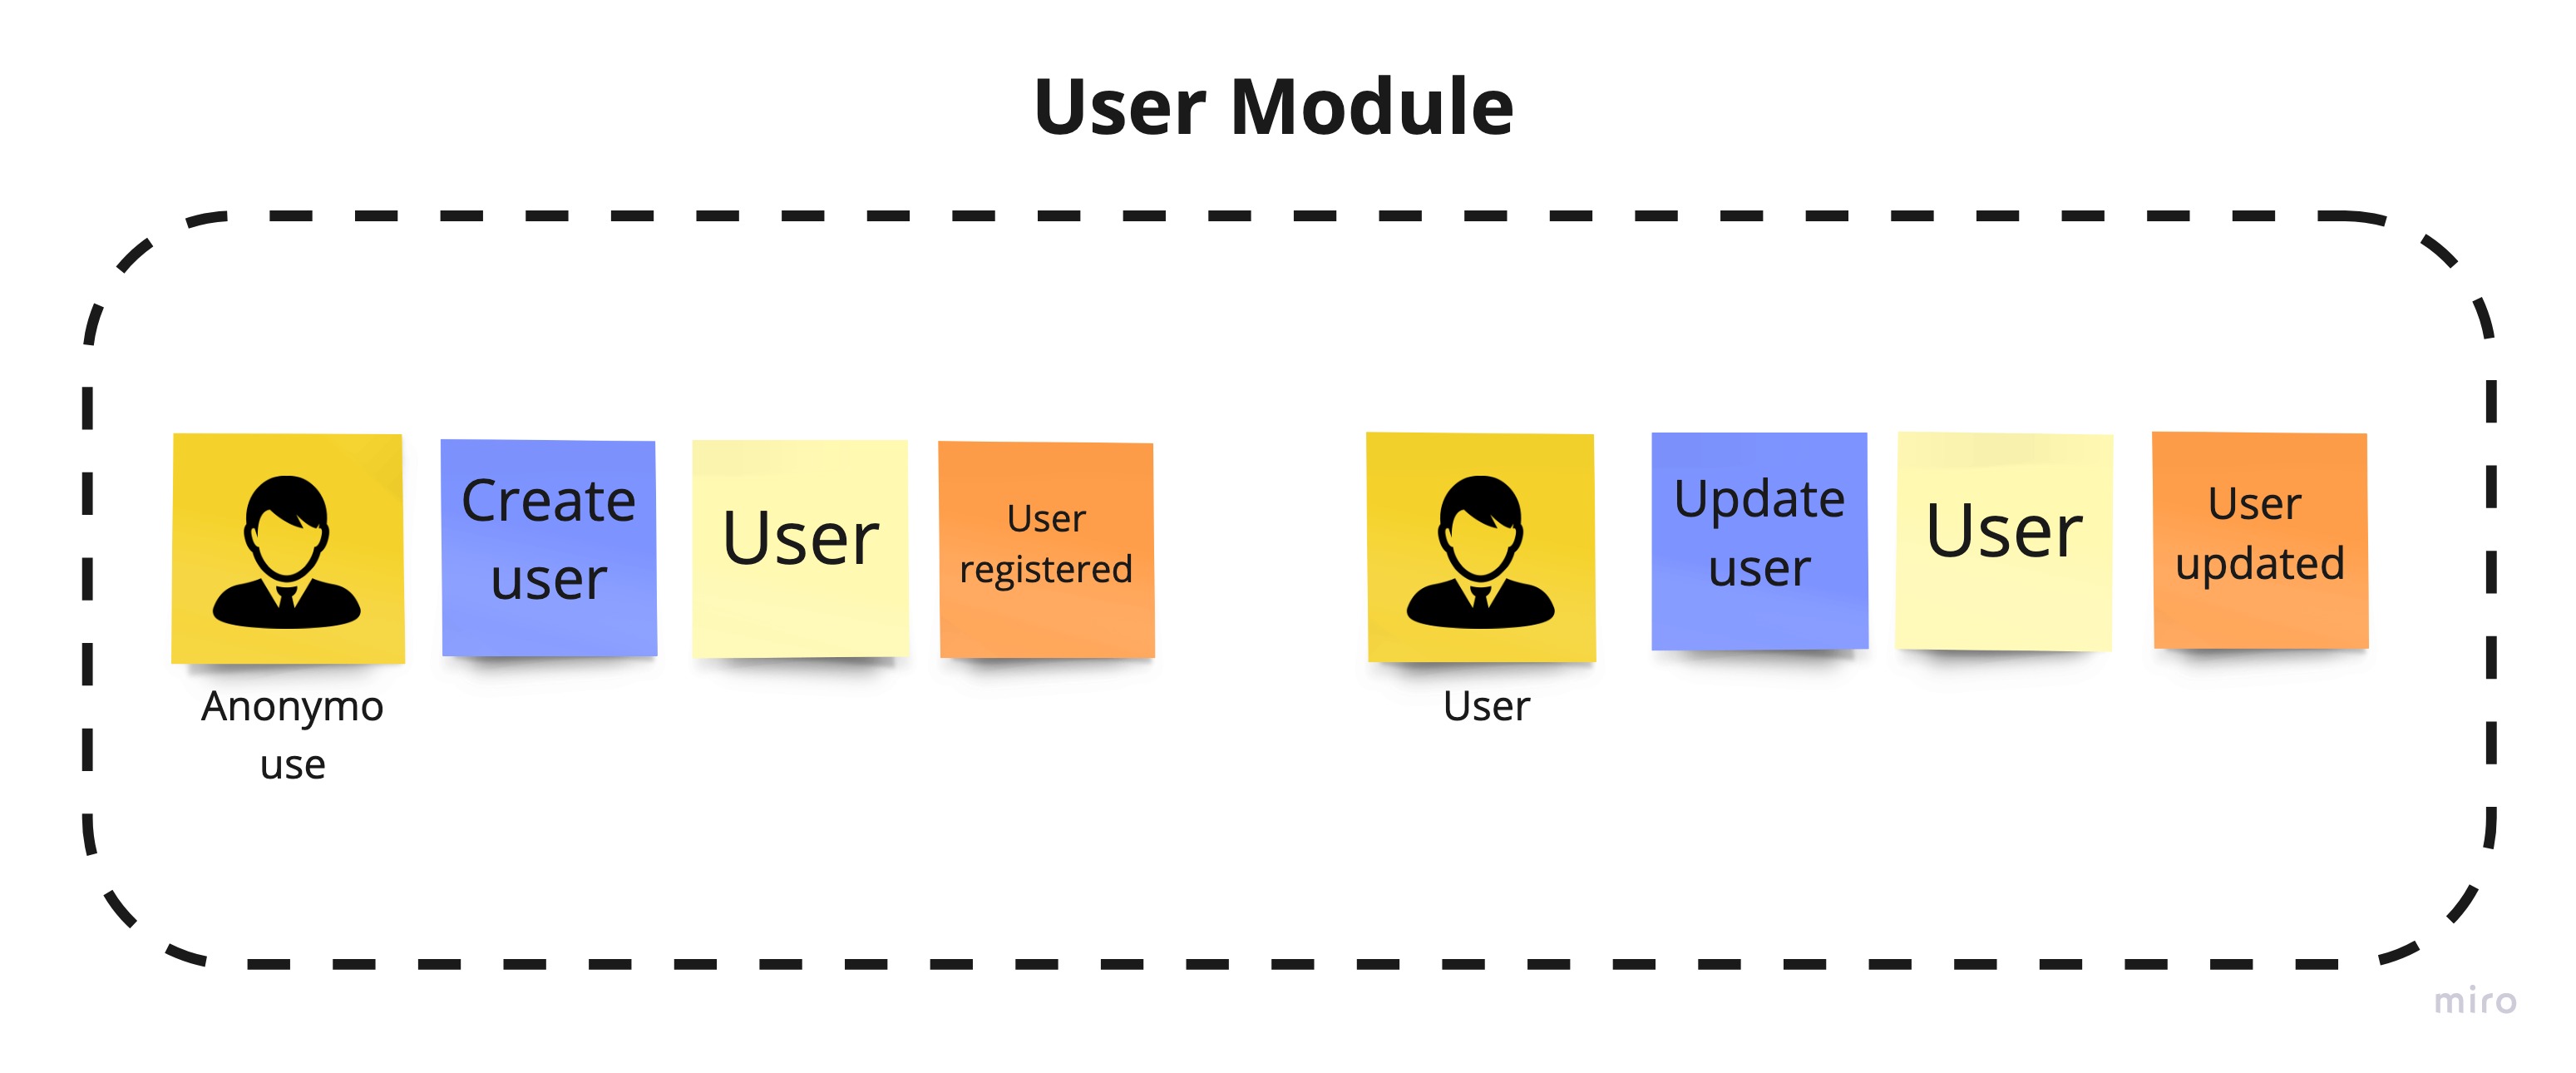 User Module
Create
user
User
User
registered
Anonymo
use
Update
user
User
User
updated
User
miro